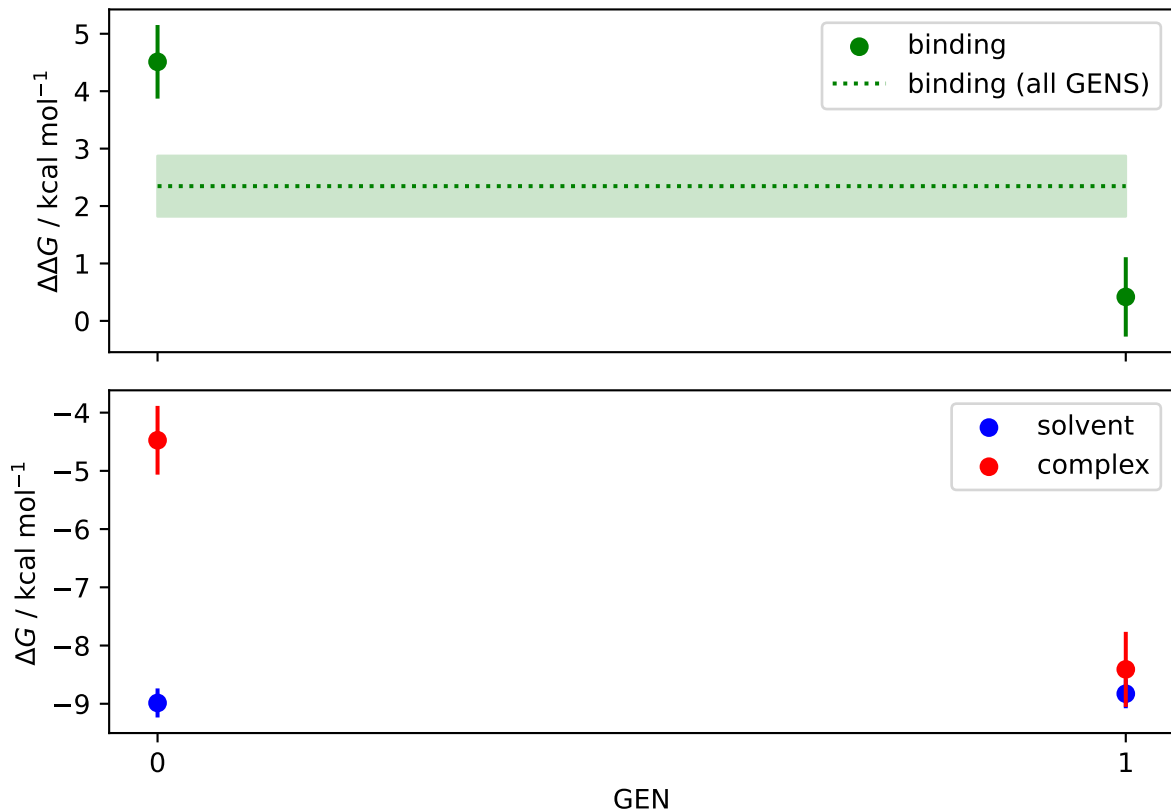 5
4
3
2
1
0
ΔΔG / kcal mol⁻¹
binding
binding (all GENS)
−4
−5
−6
−7
−8
−9
ΔG / kcal mol⁻¹
solvent
complex
0
1
GEN